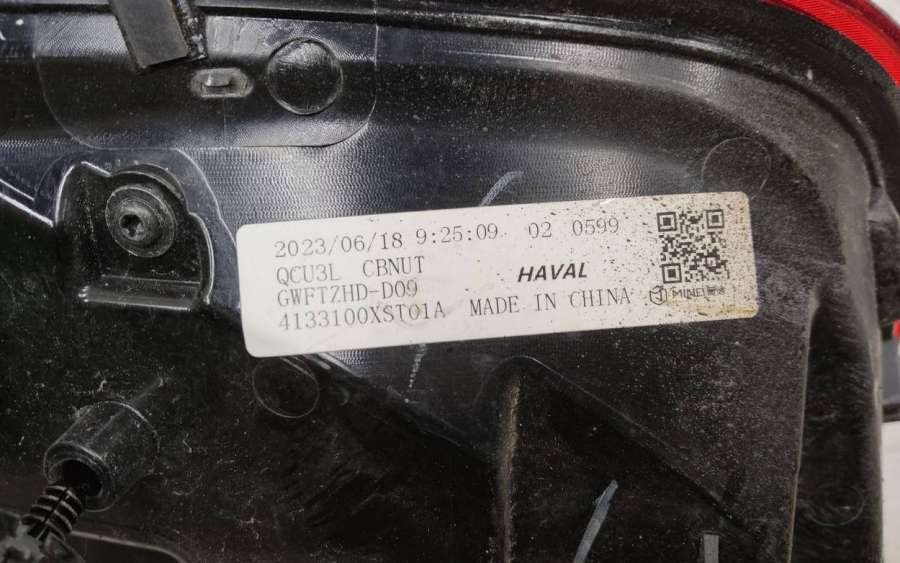 2023/06/18 9:25:09 02 0599
QCU3L CBNUT
HAVAL
GWFTZHD-D09
4133100XST01A MADE IN CHINA